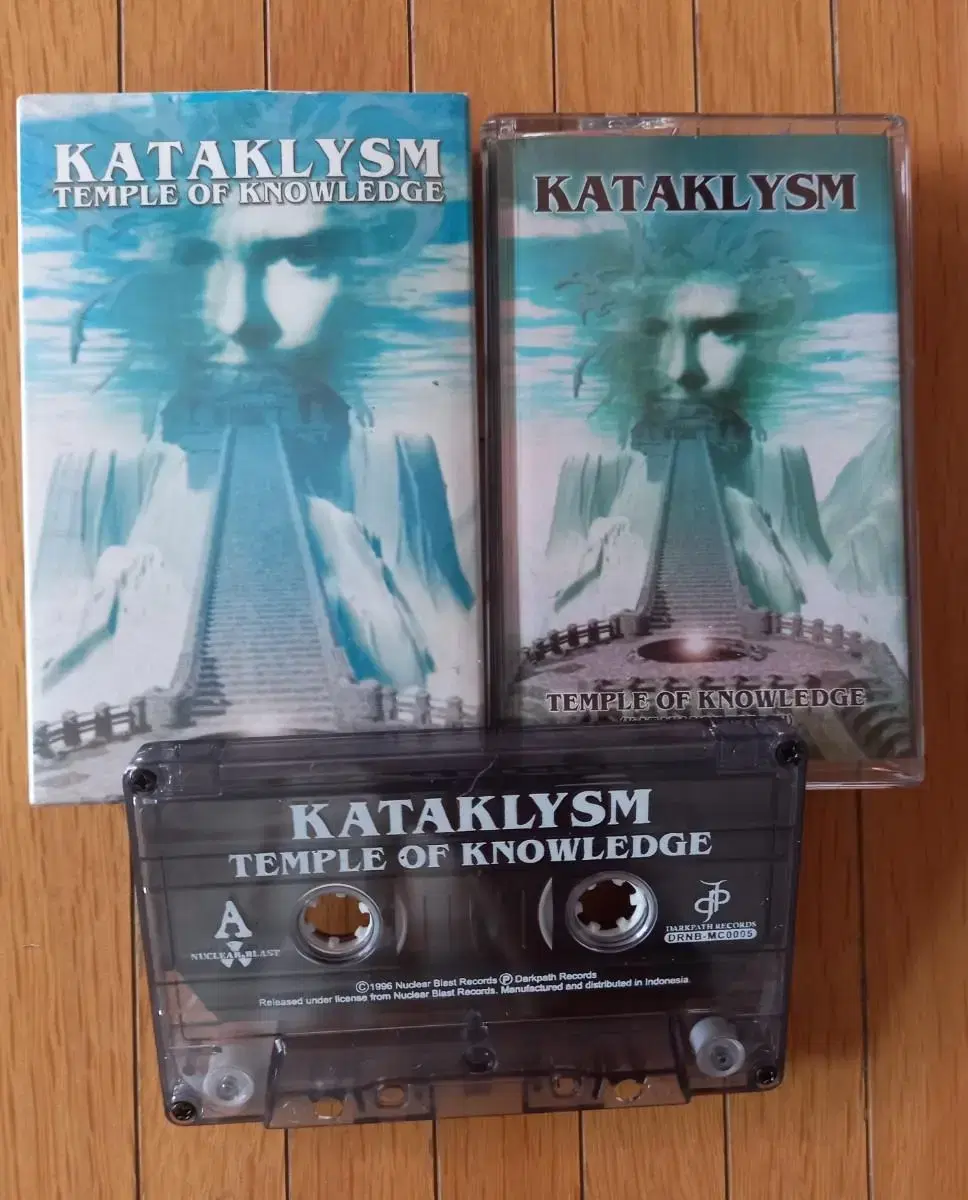 KATAKLYSM
TEMPLE OF KNOWLEDGE
KATAKLYSM
TEMPLE OF KNOWLEDGE
KATAKLYSM
TEMPLE OF KNOWLEDGE
A
NUCLEAR BLAST
DARKPATH RECORDS
DRNB-MC0005
©1996 Nuclear Blast Records Ⓟ Darkpath Records
Released under license from Nuclear Blast Records. Manufactured and distributed in Indonesia.